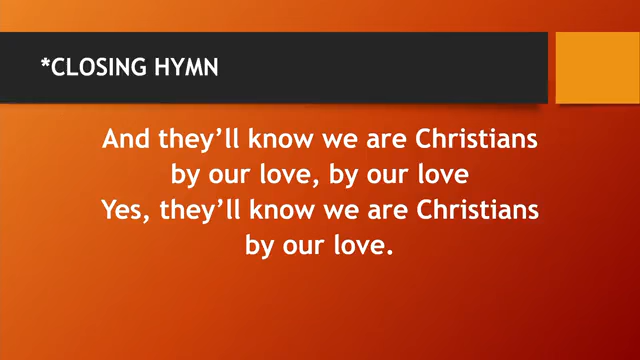 *CLOSING HYMN
And they’ll know we are Christians
by our love, by our love
Yes, they’ll know we are Christians
by our love.